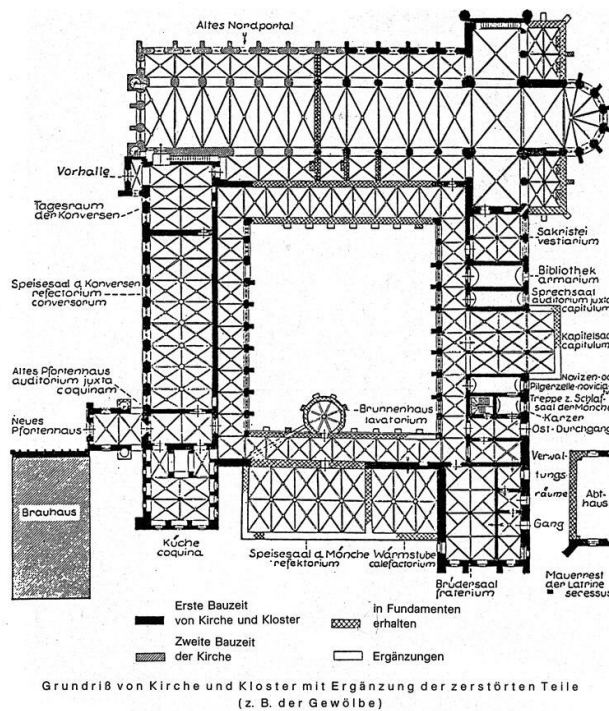 Altes Nordportal
Vorhalle
Tagesraum
der Konversen
Speisesaal d. Konversen
refectorium
conversorum
Altes Pfortenhaus
auditorium juxta
coquinam
Neues
Pfortenhaus
Brauhaus
Küche
coquina
Brunnenhaus
lavatorium
Speisesaal d. Mönche
refektorium
Wärmstube
calefactorium
Brüdersaal
fraterium
Sakristei
vestiarium
Bibliothek
armarium
Sprechsaal
auditorium juxta
capitulum
Kapitelsaal
capitulum
Pilgerzelle-
Treppe z. Schlaf-
saal der Mönche
Karzer
Ost-Durchgang
Verwal-
tungs
räume
Gang
Abt-
haus
Mauerrest
der Latrine
secessus
Erste Bauzeit
von Kirche und Kloster
in Fundamenten
erhalten
Zweite Bauzeit
der Kirche
Ergänzungen
Grundriß von Kirche und Kloster mit Ergänzung der zerstörten Teile
(z. B. der Gewölbe)